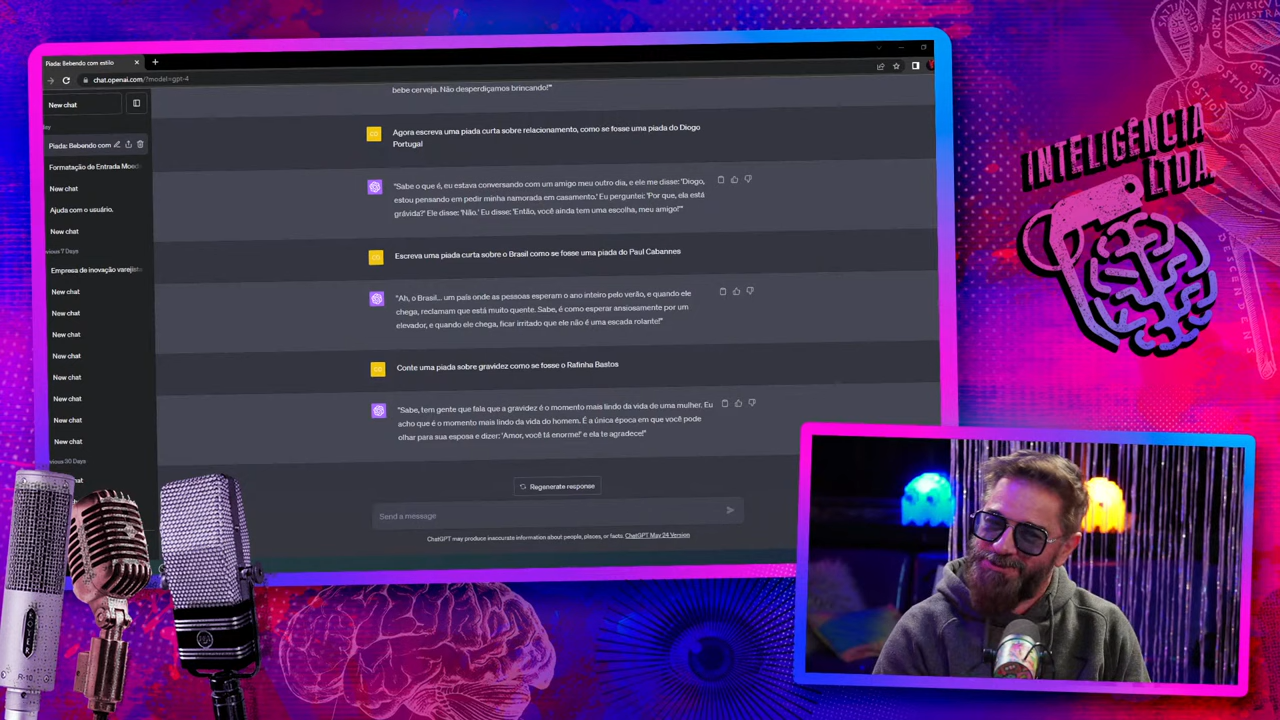 Piada: Bebendo com estilo
chat.openai.com/?model=gpt-4
New chat
Piada: Bebendo com
Formatação de Entrada Moed
New chat
Ajuda com o usuário.
New chat
vious 7 Days
Empresa de inovação varejista
New chat
New chat
New chat
New chat
New chat
New chat
New chat
New chat
vious 30 Days
bebe cerveja. Não desperdiçamos brincando!"
Agora escreva uma piada curta sobre relacionamento, como se fosse uma piada do Diogo
Portugal
"Sabe o que é, eu estava conversando com um amigo meu outro dia, e ele me disse: 'Diogo,
estou pensando em pedir minha namorada em casamento.' Eu perguntei: 'Por que, ela está
grávida?' Ele disse: 'Não.' Eu disse: 'Então, você ainda tem uma escolha, meu amigo!'"
Escreva uma piada curta sobre o Brasil como se fosse uma piada do Paul Cabannes
"Ah, o Brasil... um país onde as pessoas esperam o ano inteiro pelo verão, e quando ele
chega, reclamam que está muito quente. Sabe, é como esperar ansiosamente por um
elevador, e quando ele chega, ficar irritado que ele não é uma escada rolante!"
Conte uma piada sobre gravidez como se fosse o Rafinha Bastos
"Sabe, tem gente que fala que a gravidez é o momento mais lindo da vida de uma mulher. Eu
acho que é o momento mais lindo da vida do homem. É a única época em que você pode
olhar para sua esposa e dizer: 'Amor, você tá enorme!' e ela te agradece!"
Regenerate response
Send a message
ChatGPT may produce inaccurate information about people, places, or facts. ChatGPT May 24 Version
INTELIGÊNCIA
LTDA.
DESCENDENS
R-10